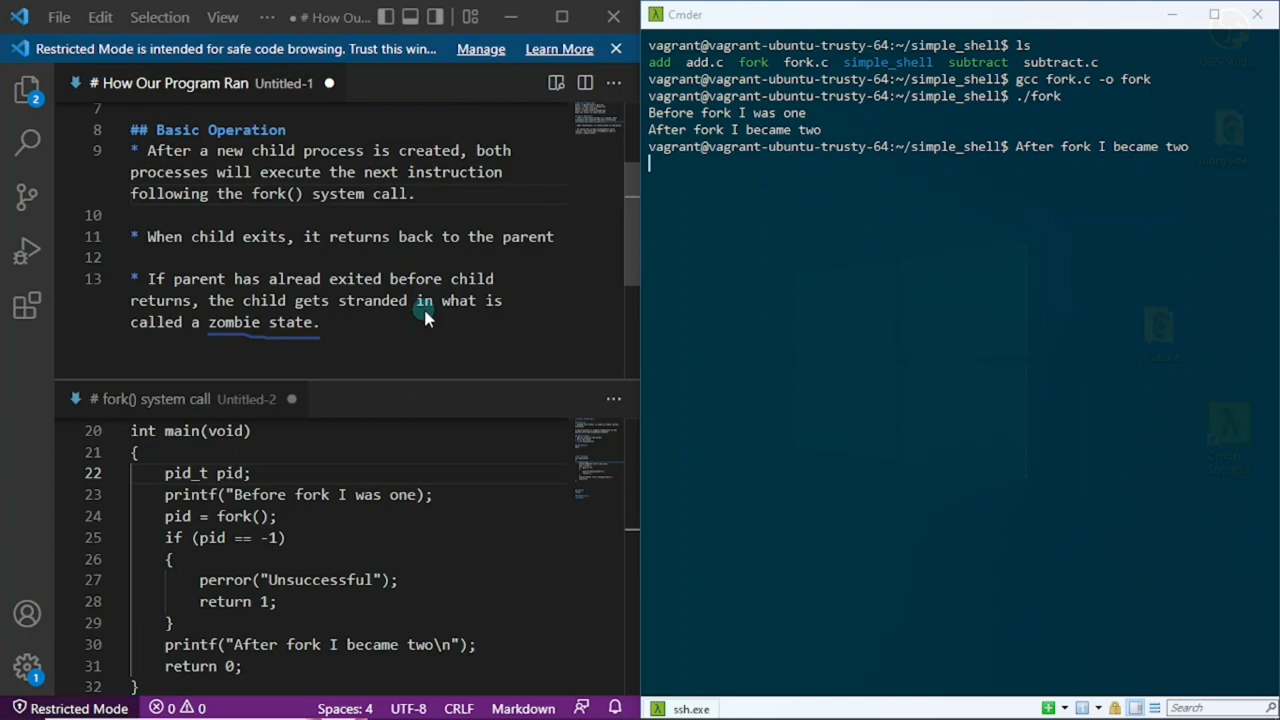 File Edit Selection View ··· ● # How Ou...
Restricted Mode is intended for safe code browsing. Trust this win... Manage Learn More
# How Our Program Ran Untitled-1
7
8 ## Basic Operation
9 * Afer a new child process is created, both
processes will execute the next instruction
following the fork() system call.
10
11 * When child exits, it returns back to the parent
12
13 * If parent has alread exited before child
returns, the child gets stranded in what is
called a zombie state.
# fork() system call Untitled-2
20 int main(void)
21 {
22 pid_t pid;
23 printf("Before fork I was one);
24 pid = fork();
25 if (pid == -1)
26 {
27 perror("Unsuccessful");
28 return 1;
29 }
30 printf("After fork I became two\n");
31 return 0;
32 }
2
1
Restricted Mode 0 0 Spaces: 4 UTF-8 CRLF Markdown
Cmder
vagrant@vagrant-ubuntu-trusty-64:~/simple_shell$ ls
add add.c fork fork.c simple_shell subtract subtract.c
vagrant@vagrant-ubuntu-trusty-64:~/simple_shell$ gcc fork.c -o fork
vagrant@vagrant-ubuntu-trusty-64:~/simple_shell$ ./fork
Before fork I was one
After fork I became two
vagrant@vagrant-ubuntu-trusty-64:~/simple_shell$ After fork I became two
Cmder
ssh.exe
Search